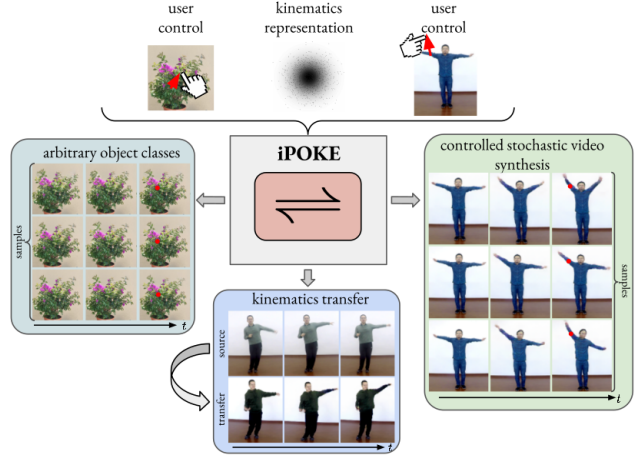 user
control
kinematics
representation
user
control
arbitrary object classes
samples
t
iPOKE
controlled stochastic video
synthesis
samples
t
kinematics transfer
source
transfer
t